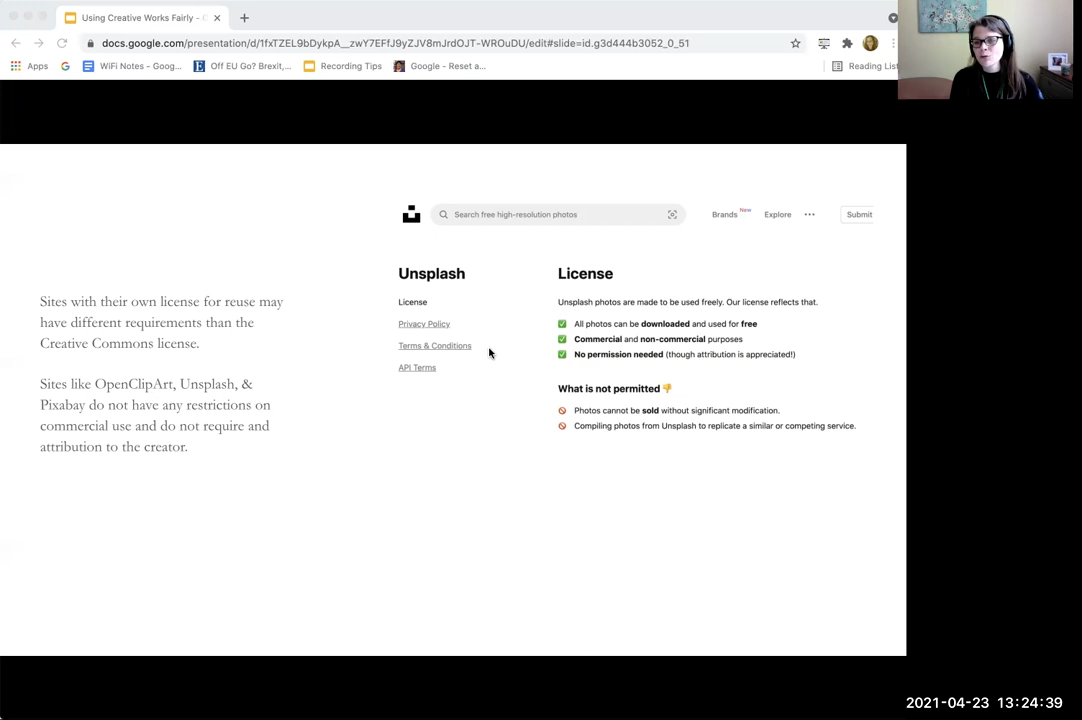 Using Creative Works Fairly - G
docs.google.com/presentation/d/1fxTZEL9bDykpA__zwY7EFfJ9yZJV8mJrdOJT-WROuDU/edit#slide=id.g3d444b3052_0_51
Apps
WiFi Notes - Goog...
Off EU Go? Brexit,...
Recording Tips
Google - Reset a...
Reading List
Search free high-resolution photos
Brands
New
Explore
Submit
Sites with their own license for reuse may
have different requirements than the
Creative Commons license.
Sites like OpenClipArt, Unsplash, &
Pixabay do not have any restrictions on
commercial use and do not require and
attribution to the creator.
Unsplash
License
Privacy Policy
Terms & Conditions
API Terms
License
Unsplash photos are made to be used freely. Our license reflects that.
All photos can be downloaded and used for free
Commercial and non-commercial purposes
No permission needed (though attribution is appreciated!)
What is not permitted 👎
Photos cannot be sold without significant modification.
Compiling photos from Unsplash to replicate a similar or competing service.
2021-04-23 13:24:39